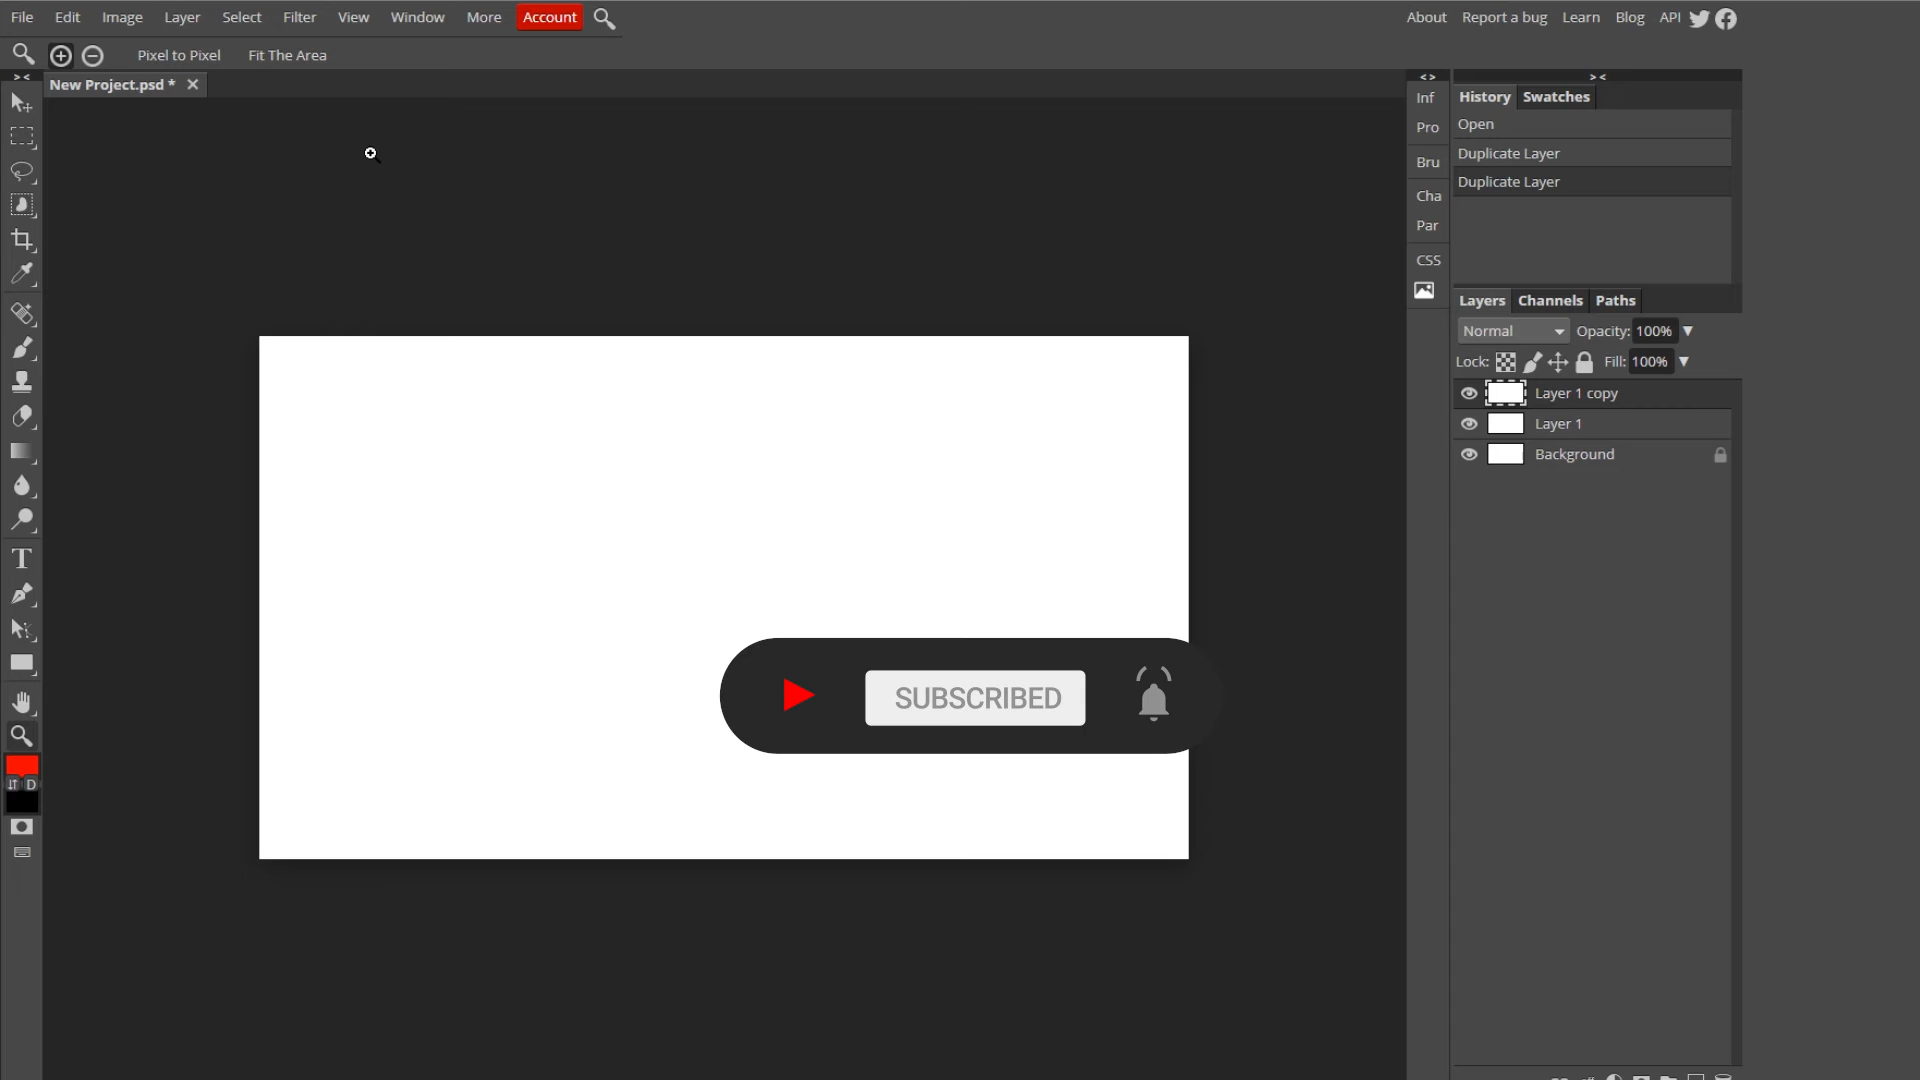 File Edit Image Layer Select Filter View Window More Account
About Report a bug Learn Blog API
Pixel to Pixel Fit The Area
> <
New Project.psd *
< >
> <
Inf
Pro
Bru
Cha
Par
CSS
History Swatches
Open
Duplicate Layer
Duplicate Layer
Layers Channels Paths
Normal Opacity: 100%
Lock: Fill: 100%
Layer 1 copy
Layer 1
Background
T
D
SUBSCRIBED